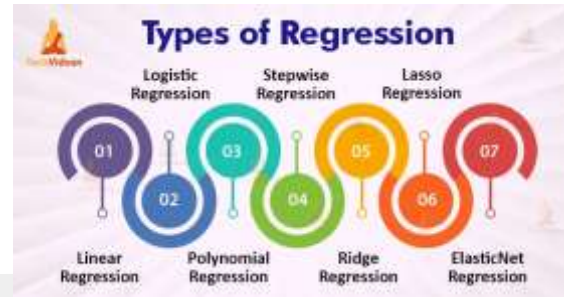 Types of Regression
TechVidvan
Logistic
Regression
Stepwise
Regression
Lasso
Regression
01
02
03
04
05
06
07
Linear
Regression
Polynomial
Regression
Ridge
Regression
ElasticNet
Regression